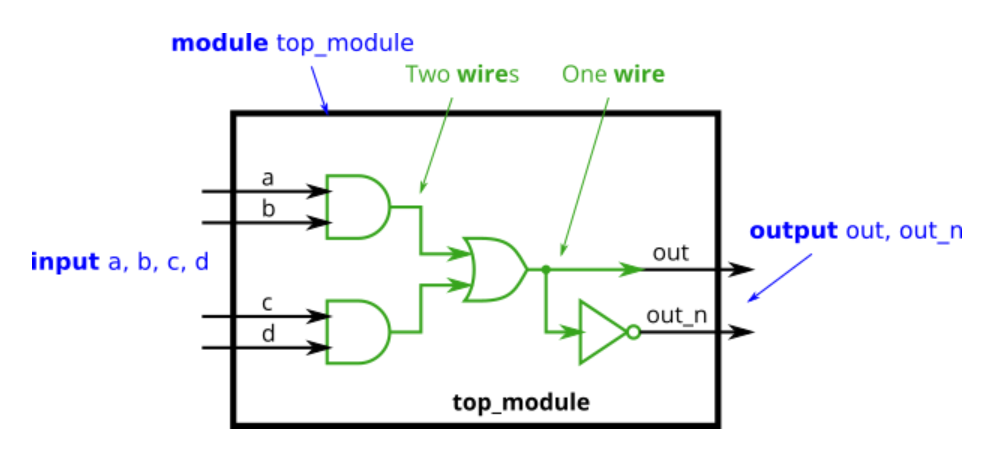 module top_module
Two wires
One wire
a
b
input a, b, c, d
output out, out_n
out
c
d
out_n
top_module